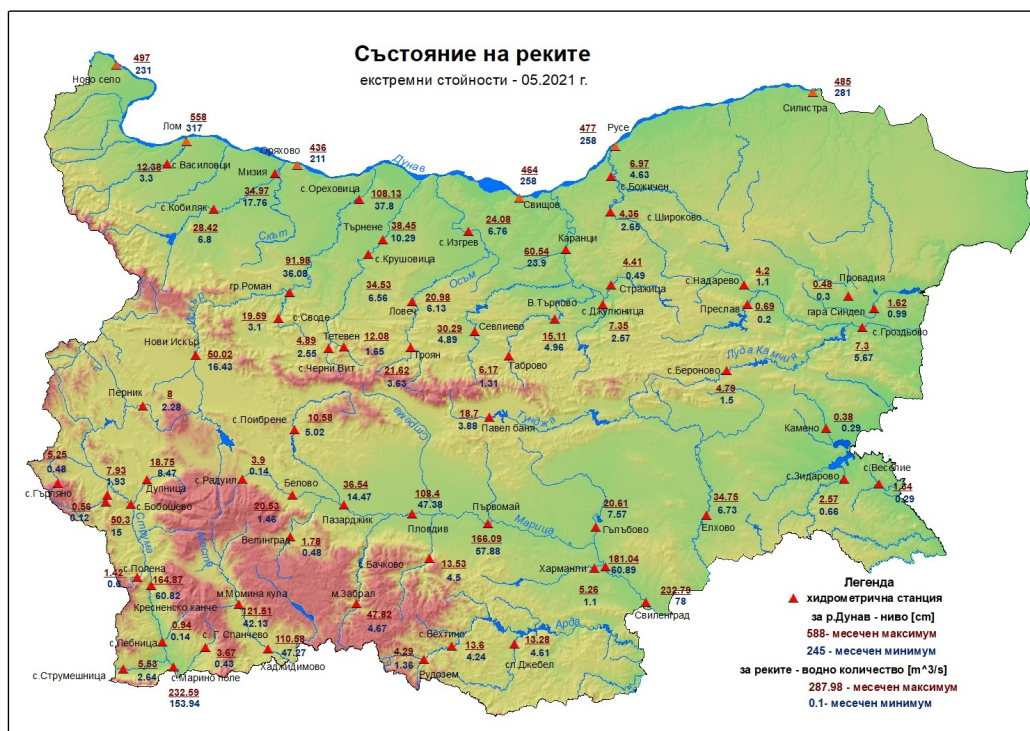 Състояние на реките
екстремни стойности - 05.2021 г.
497
231
Ново село
485
281
Силистра
558
317
Лом
477
258
Русе
436
211
Оряхово
Дунав
464
258
Свищов
12.38
3.3
с.Василовци
Мизия
34.97
17.76
с.Кобиляк
28.42
6.8
Скът
с.Ореховица
108.13
37.8
6.97
4.63
с.Божичен
4.36
2.65
с.Широково
Търнене
38.45
10.29
с.Крушовица
24.08
6.76
с.Изгрев
Каранци
60.54
23.9
91.98
36.08
гр.Роман
34.53
6.56
Осъм
4.41
0.49
Стражица
с.Надарево
4.2
1.1
Провадия
0.48
0.3
Искър
19.59
3.1
с.Своде
Ловеч
20.98
6.13
В.Търново
с.Джулюница
7.35
2.57
Преслав
0.69
0.2
гара Синдел
1.62
0.99
с.Гроздьово
7.3
5.67
Нови Искър
50.02
16.43
Тетевен
4.89
2.55
с.Черни Вит
12.08
1.65
Троян
21.62
3.63
30.29
4.89
Севлиево
15.11
4.96
6.17
1.31
Габрово
Луда Камчия
с.Бероново
4.79
1.5
Перник
8
2.28
с.Поибрене
10.58
5.02
Стряма
18.7
3.88
Павел баня
Тунджа
0.38
0.29
Камено
5.25
0.48
с.Гърляно
7.93
1.93
18.75
8.47
Дупница
с.Радуил
3.9
0.14
Белово
0.56
0.12
с.Бобошево
50.3
15
Струма
Места
20.53
1.46
36.54
14.47
Пазарджик
108.4
47.38
Пловдив
Първомай
166.09
57.88
Марица
20.61
7.57
Гълъбово
34.75
6.73
Елхово
с.Зидарово
2.57
0.66
с.Веселие
1.84
0.29
Велинград
1.78
0.48
с.Бачково
13.53
4.5
Харманли
181.04
60.89
5.26
1.1
232.79
78
Свиленград
с.Полена
1.42
0.6
164.87
60.82
Кресненско ханче
м.Момина кула
121.51
42.13
м.Забрал
47.82
4.67
0.94
0.14
с.Лебница
с. Г. Спанчево
3.67
0.43
110.58
47.27
Хаджидимово
с.Вехтино
13.6
4.24
4.29
1.36
Рудозем
Арда
13.28
4.61
сп.Джебел
5.53
2.64
с.Струмешница
с.Марино поле
232.59
153.94
Легенда
хидрометрична станция
за р.Дунав - ниво [cm]
588- месечен максимум
245 - месечен минимум
за реките - водно количество [m^3/s]
287.98 - месечен максимум
0.1- месечен минимум